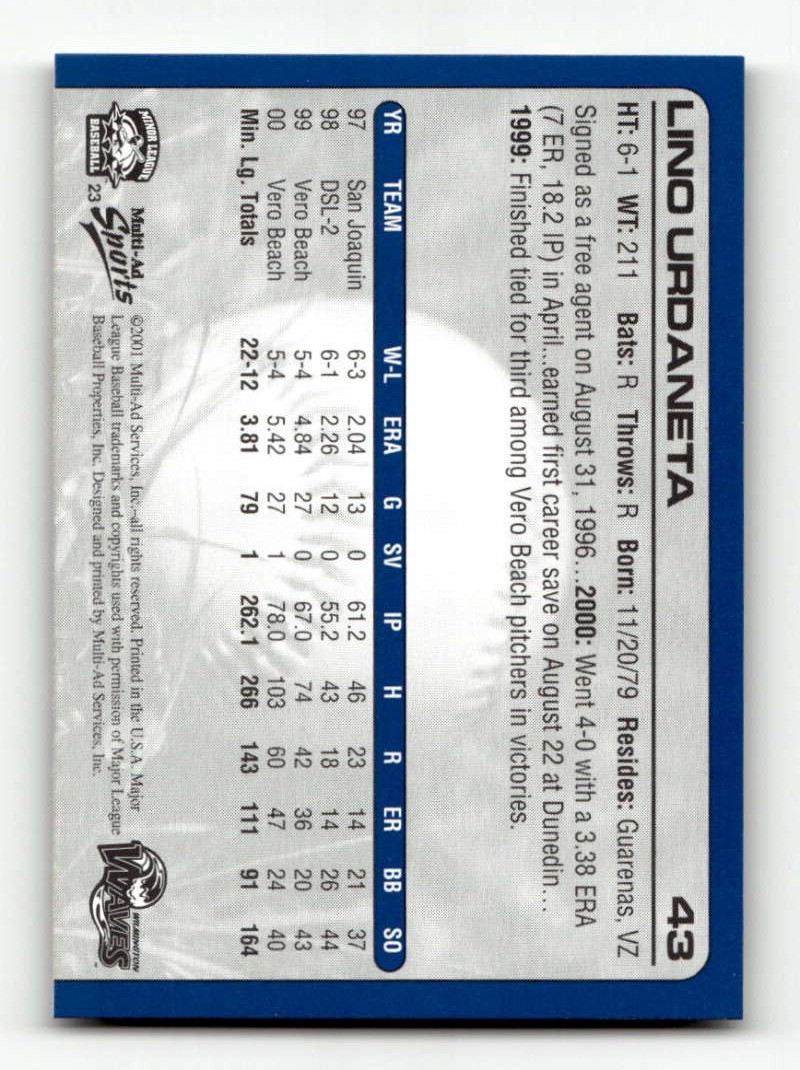 LINO URDANETA 43
HT: 6-1 WT: 211 Bats: R Throws: R Born: 11/20/79 Resides: Guarenas, VZ
Signed as a free agent on August 31, 1996...2000: Went 4-0 with a 3.38 ERA
(7 ER, 18.2 IP) in April...earned first career save on August 22 at Dunedin...
1999: Finished tied for third among Vero Beach pitchers in victories.
YR TEAM W-L ERA G SV IP H R ER BB SO
97 San Joaquin 6-3 2.04 13 0 61.2 46 23 14 21 37
98 DSL-2 6-1 2.26 12 0 55.2 43 18 14 26 44
99 Vero Beach 5-4 4.84 27 0 67.0 74 42 36 20 43
00 Vero Beach 5-4 5.42 27 1 78.0 103 60 47 24 40
Min. Lg. Totals 22-12 3.81 79 1 262.1 266 143 111 91 164
MINOR LEAGUE
BASEBALL
23
Multi-Ad
Sports
©2001 Multi-Ad Services, Inc.–all rights reserved. Printed in the U.S.A. Major
League Baseball trademarks and copyrights used with permission of Major League
Baseball Properties, Inc. Designed and printed by Multi-Ad Services, Inc.
WILMINGTON
WAVES